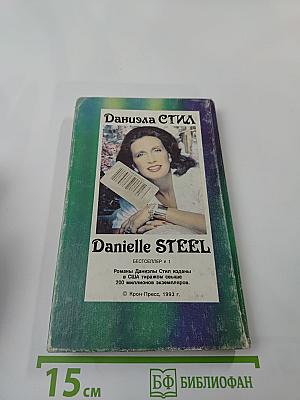 Даниэла СТИЛ
Danielle STEEL
БЕСТСЕЛЛЕР № 1
Романы Даниэлы Стил изданы
в США тиражом свыше
200 миллионов экземпляров.
© Крон-Пресс, 1993 г.
15 см
БФ БИБЛИОФАН